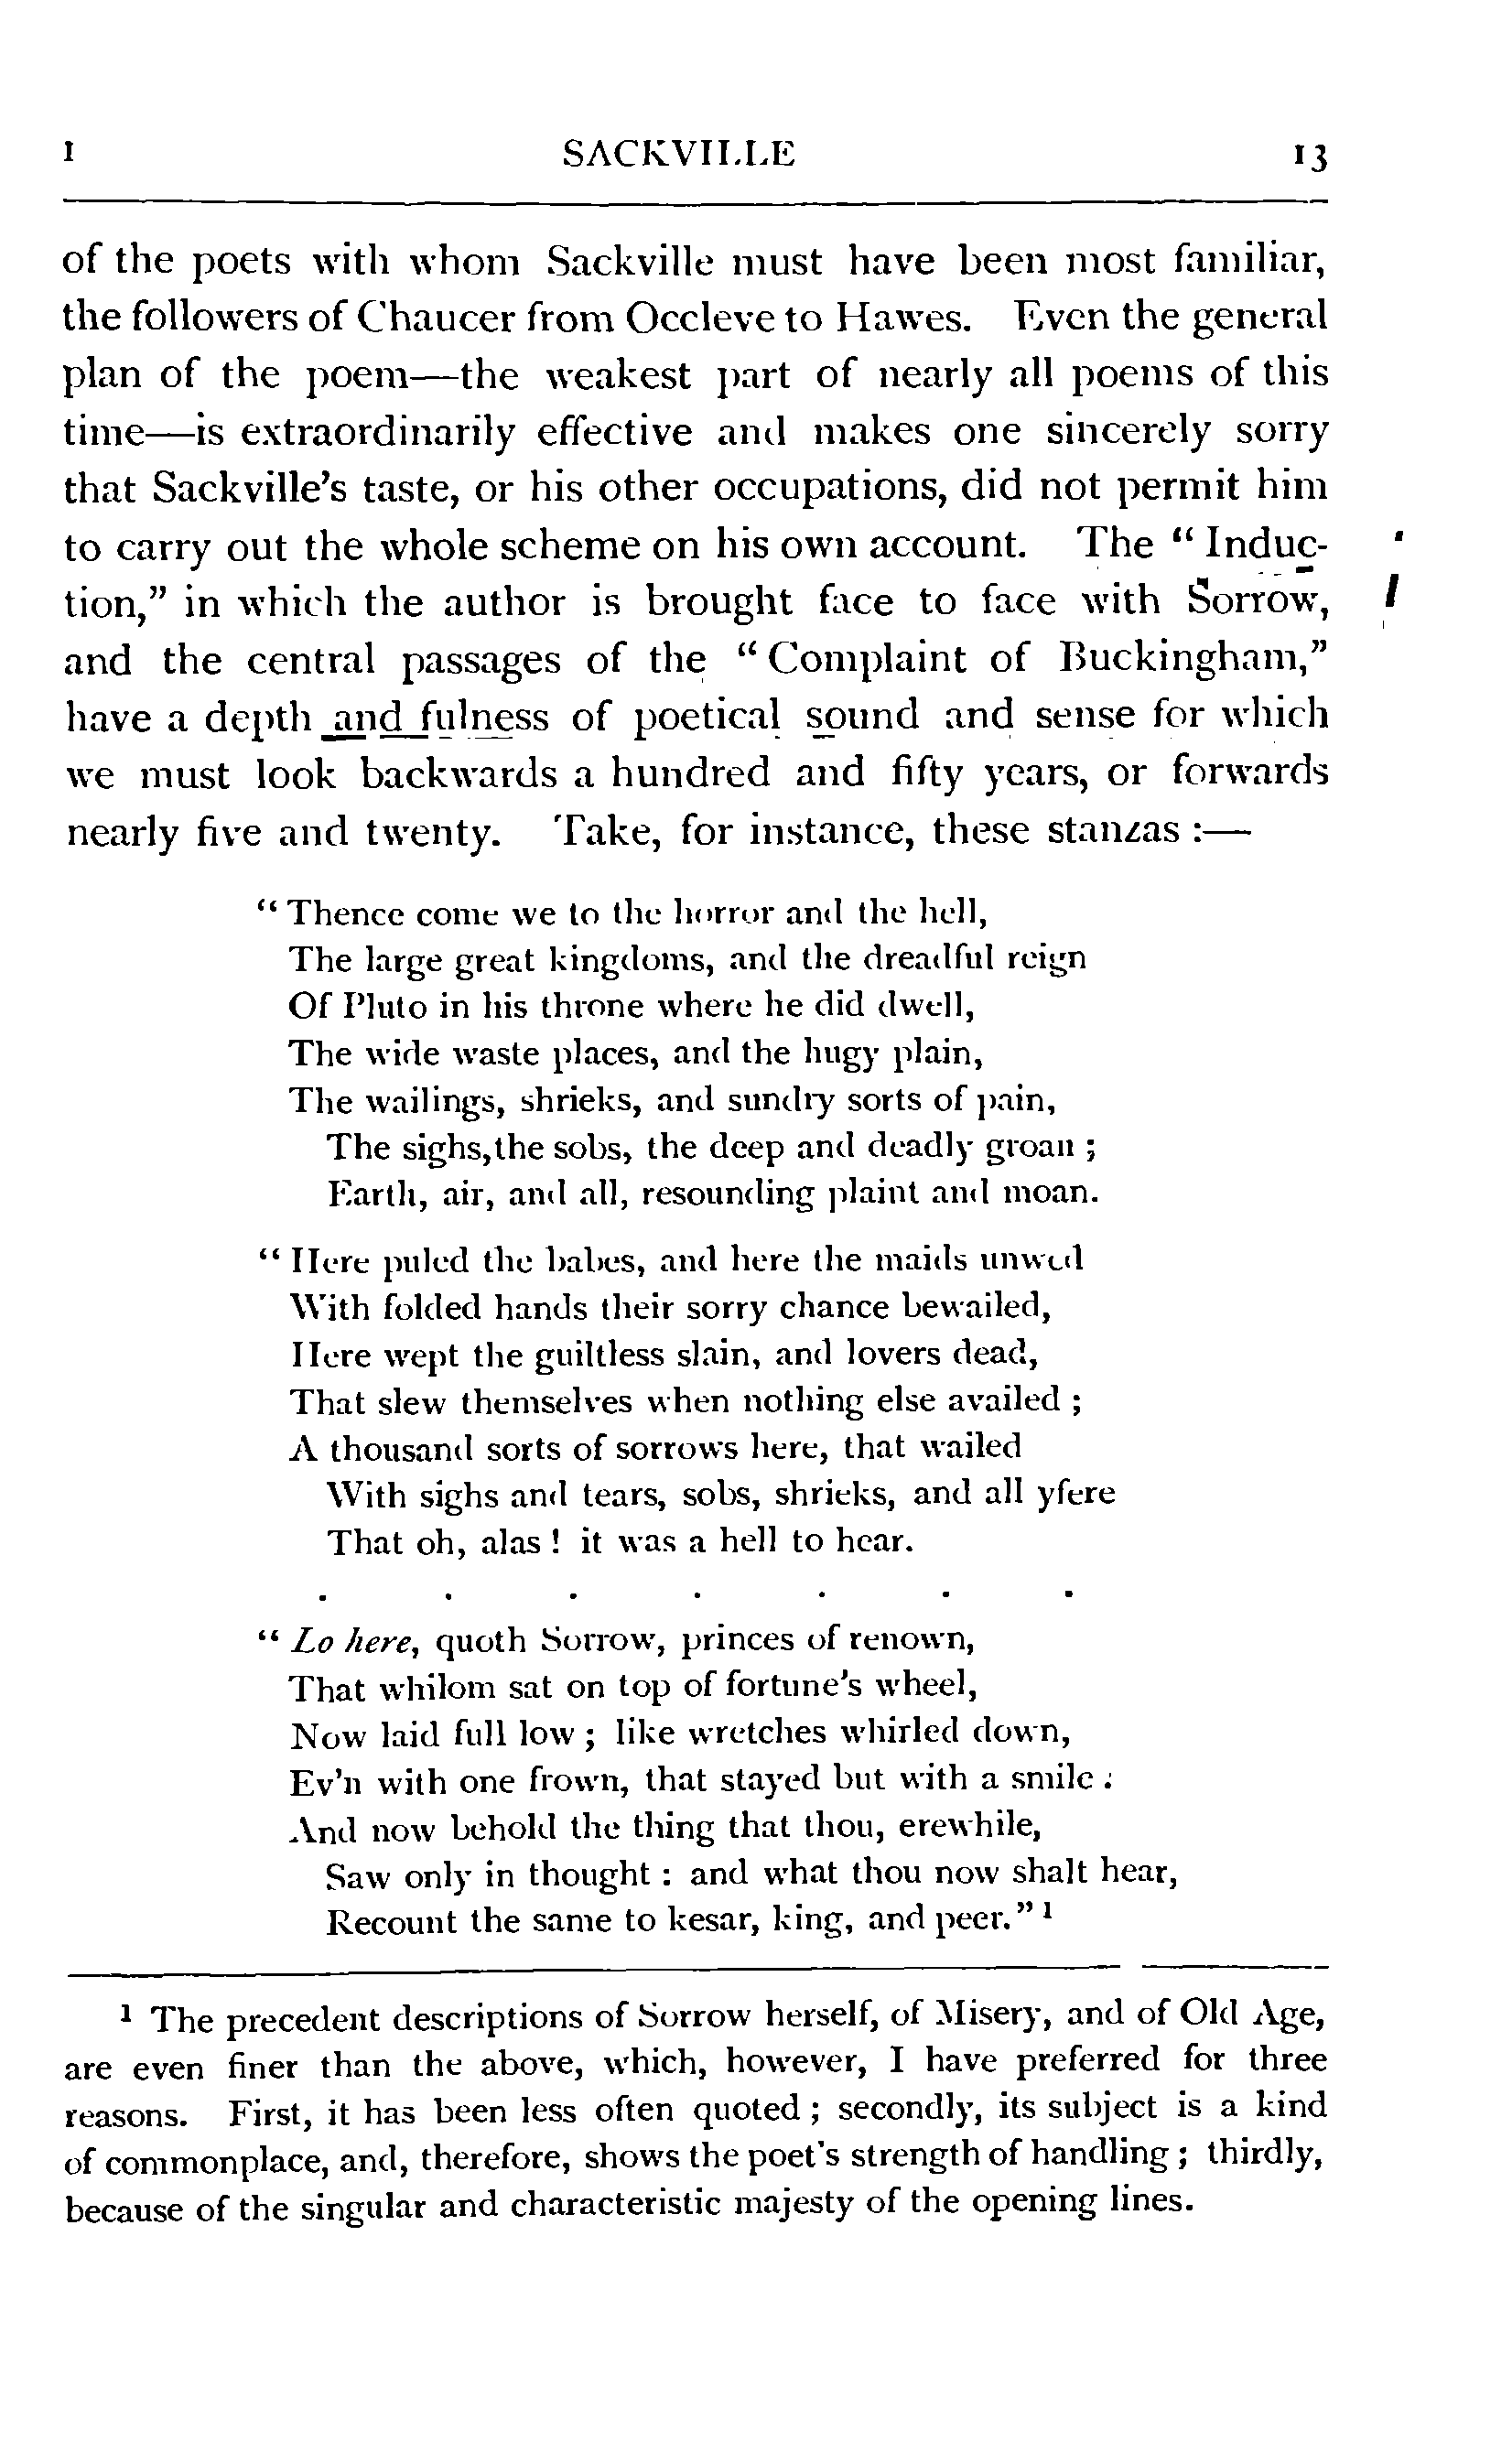 I SACKVILLE 13
of the poets with whom Sackville must have been most familiar,
the followers of Chaucer from Occleve to Hawes. Even the general
plan of the poem—the weakest part of nearly all poems of this
time—is extraordinarily effective and makes one sincerely sorry
that Sackville's taste, or his other occupations, did not permit him
to carry out the whole scheme on his own account. The “ Induc-
tion,” in which the author is brought face to face with Sorrow,
and the central passages of the “ Complaint of Buckingham,”
have a depth and fulness of poetical sound and sense for which
we must look backwards a hundred and fifty years, or forwards
nearly five and twenty. Take, for instance, these stanzas :—
“ Thence come we to the horror and the hell,
The large great kingdoms, and the dreadful reign
Of Pluto in his throne where he did dwell,
The wide waste places, and the hugy plain,
The wailings, shrieks, and sundry sorts of pain,
The sighs, the sobs, the deep and deadly groan ;
Earth, air, and all, resounding plaint and moan.
“ Here puled the babes, and here the maids unwed
With folded hands their sorry chance bewailed,
Here wept the guiltless slain, and lovers dead,
That slew themselves when nothing else availed ;
A thousand sorts of sorrows here, that wailed
With sighs and tears, sobs, shrieks, and all yfere
That oh, alas ! it was a hell to hear.
. . . . . . .
“ Lo here, quoth Sorrow, princes of renown,
That whilom sat on top of fortune's wheel,
Now laid full low ; like wretches whirled down,
Ev'n with one frown, that stayed but with a smile :
And now behold the thing that thou, erewhile,
Saw only in thought : and what thou now shalt hear,
Recount the same to kesar, king, and peer.” 1
1 The precedent descriptions of Sorrow herself, of Misery, and of Old Age,
are even finer than the above, which, however, I have preferred for three
reasons. First, it has been less often quoted ; secondly, its subject is a kind
of commonplace, and, therefore, shows the poet's strength of handling ; thirdly,
because of the singular and characteristic majesty of the opening lines.